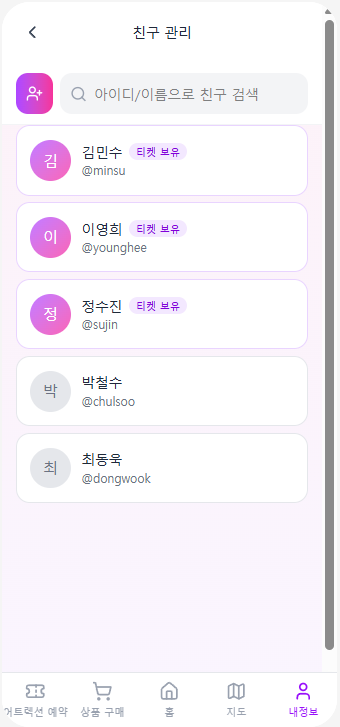 친구 관리
아이디/이름으로 친구 검색
김 김민수 티켓 보유
@minsu
이 이영희 티켓 보유
@younghee
정 정수진 티켓 보유
@sujin
박 박철수
@chulsoo
최 최동욱
@dongwook
어트랙션 예약 상품 구매 홈 지도 내정보